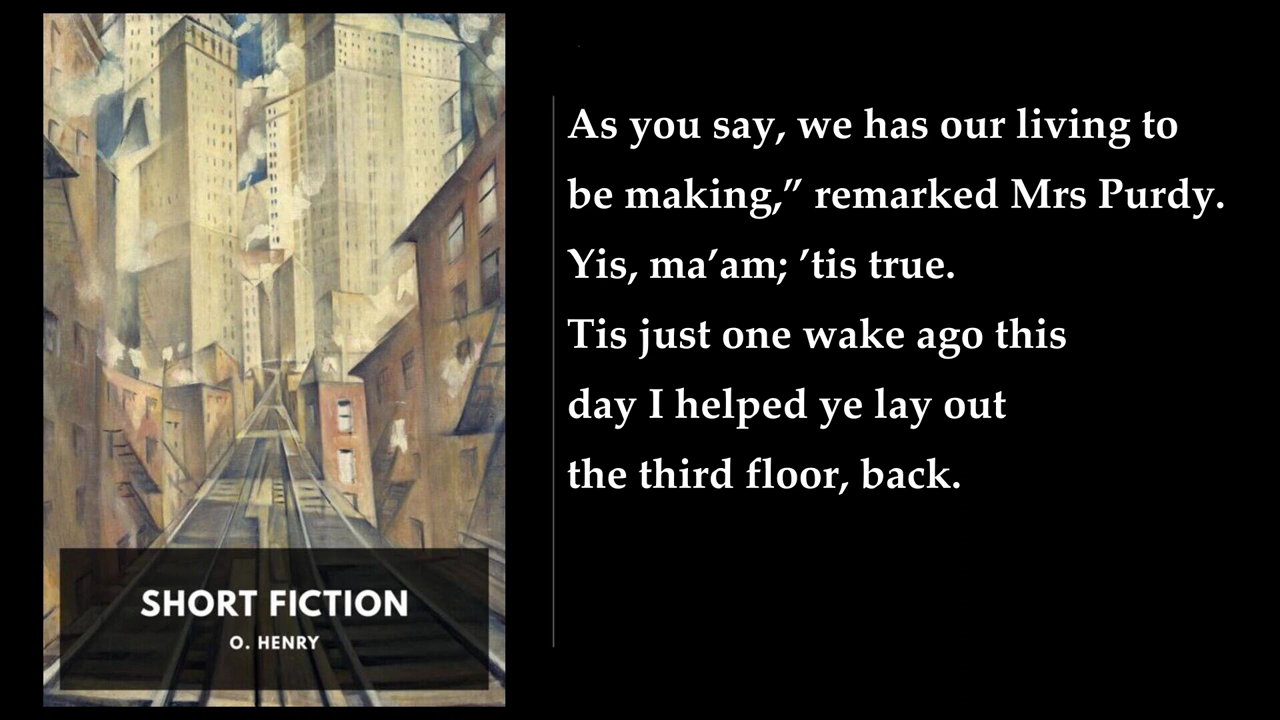 SHORT FICTION
O. HENRY
As you say, we has our living to
be making,” remarked Mrs Purdy.
Yis, ma’am; ’tis true.
Tis just one wake ago this
day I helped ye lay out
the third floor, back.